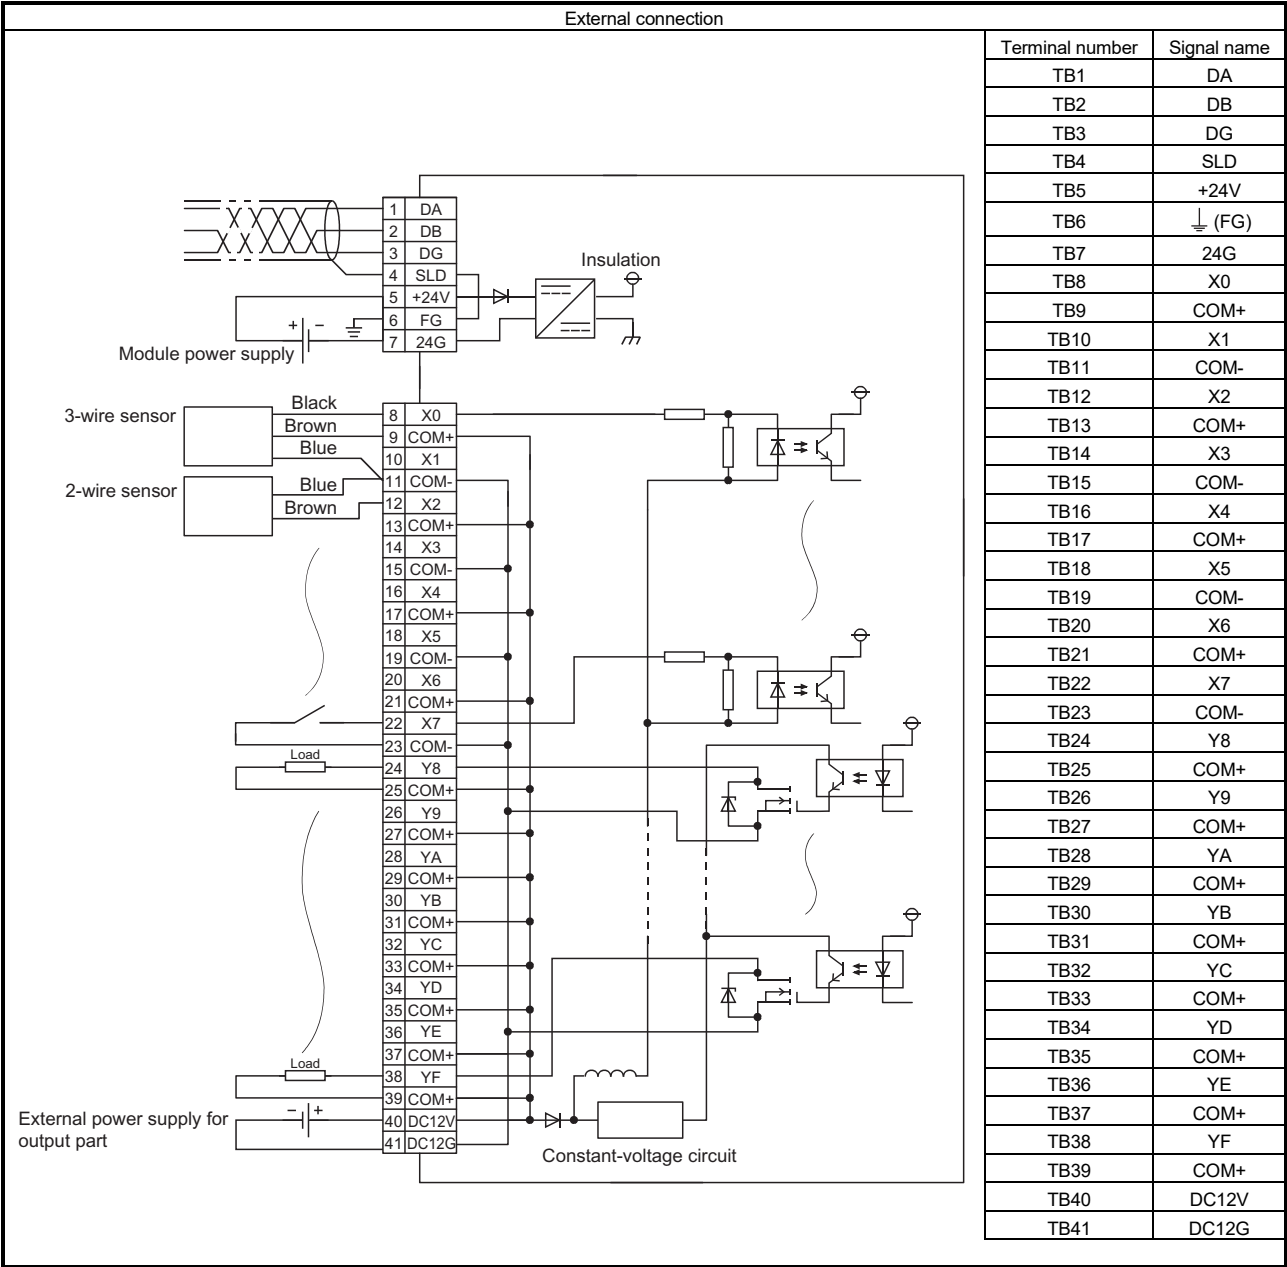 External connection
1 DA
2 DB
3 DG
4 SLD
5 +24V
6 FG
7 24G
Insulation
+ −
Module power supply
3-wire sensor
Black
Brown
Blue
2-wire sensor
Blue
Brown
8 X0
9 COM+
10 X1
11 COM-
12 X2
13 COM+
14 X3
15 COM-
16 X4
17 COM+
18 X5
19 COM-
20 X6
21 COM+
22 X7
23 COM-
Load
24 Y8
25 COM+
26 Y9
27 COM+
28 YA
29 COM+
30 YB
31 COM+
32 YC
33 COM+
34 YD
35 COM+
36 YE
37 COM+
Load
38 YF
39 COM+
40 DC12V
41 DC12G
− +
External power supply for
output part
Constant-voltage circuit
Terminal number Signal name
TB1 DA
TB2 DB
TB3 DG
TB4 SLD
TB5 +24V
TB6 ⏚ (FG)
TB7 24G
TB8 X0
TB9 COM+
TB10 X1
TB11 COM-
TB12 X2
TB13 COM+
TB14 X3
TB15 COM-
TB16 X4
TB17 COM+
TB18 X5
TB19 COM-
TB20 X6
TB21 COM+
TB22 X7
TB23 COM-
TB24 Y8
TB25 COM+
TB26 Y9
TB27 COM+
TB28 YA
TB29 COM+
TB30 YB
TB31 COM+
TB32 YC
TB33 COM+
TB34 YD
TB35 COM+
TB36 YE
TB37 COM+
TB38 YF
TB39 COM+
TB40 DC12V
TB41 DC12G